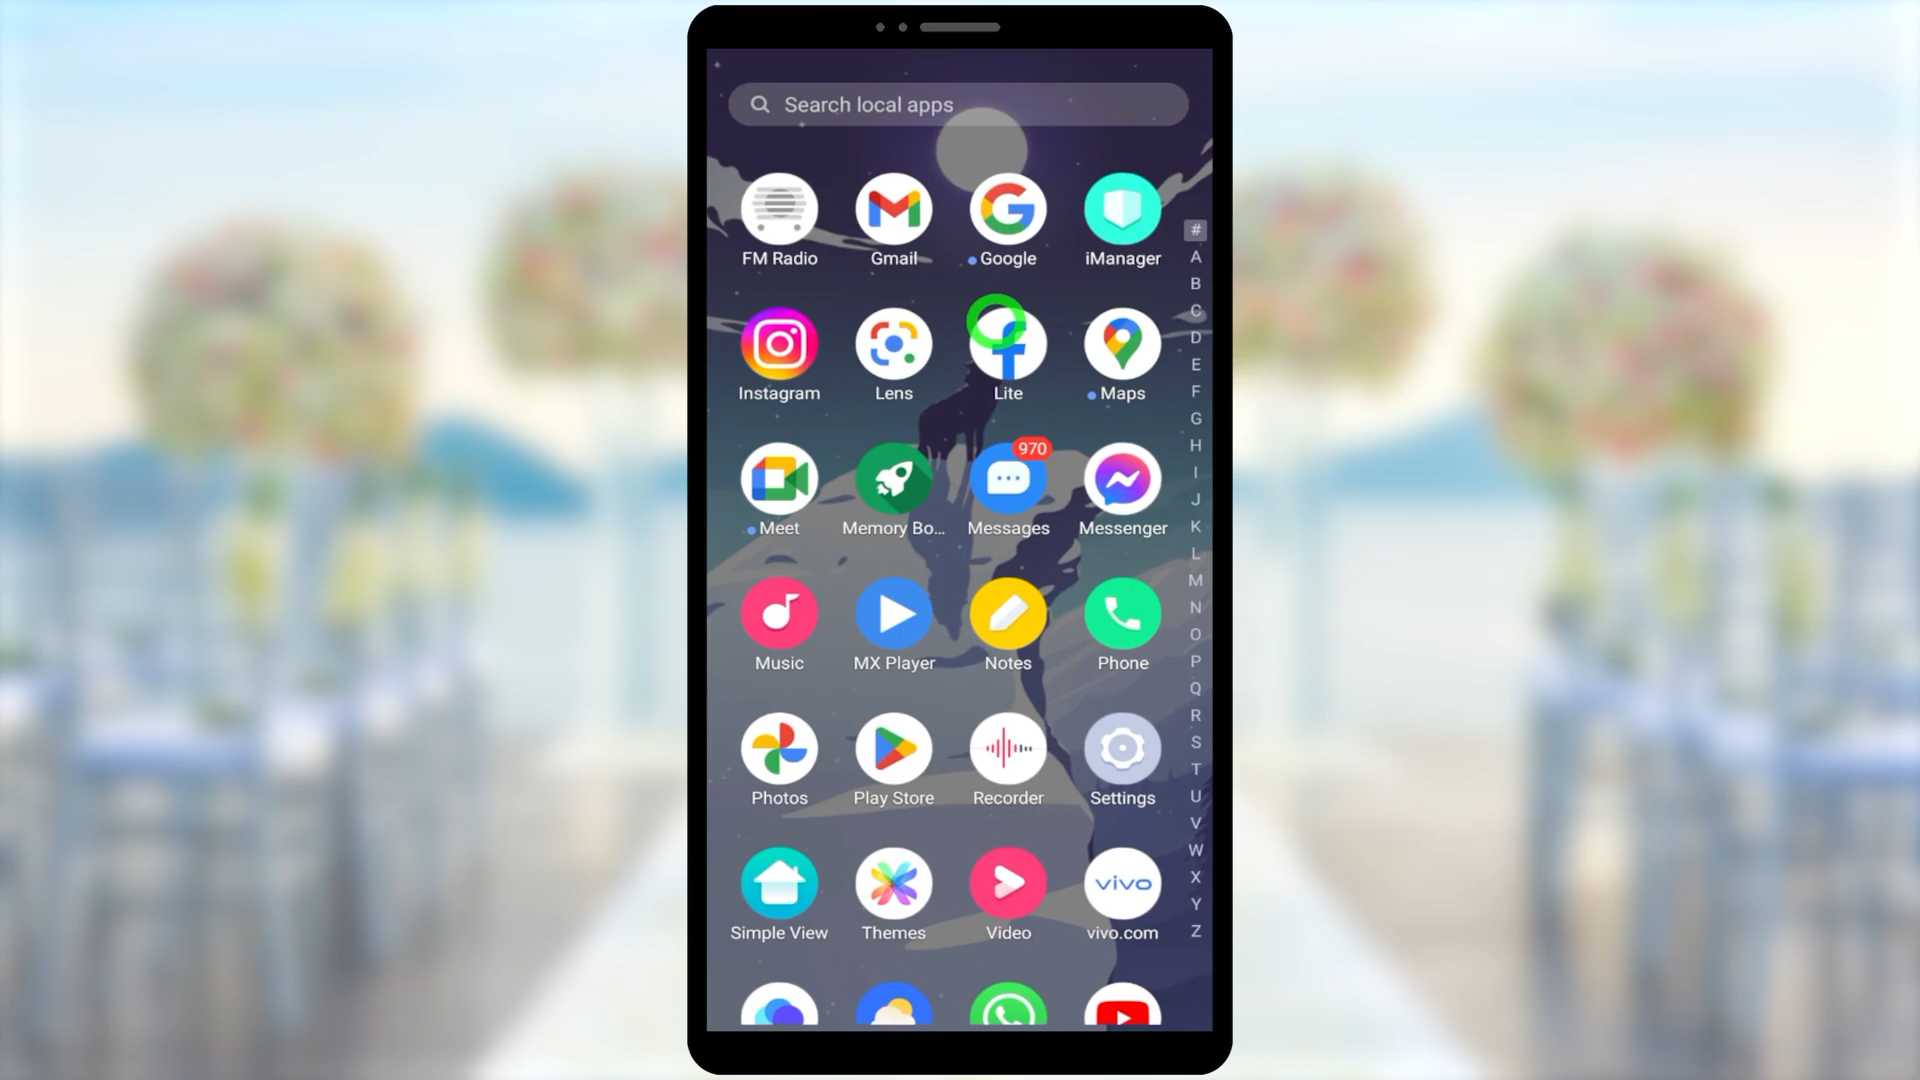 Search local apps
FM Radio
Gmail
Google
iManager
#
A
B
C
D
E
F
G
H
I
J
K
L
M
N
O
P
Q
R
S
T
U
V
W
X
Y
Z
Instagram
Lens
Lite
Maps
970
Meet
Memory Bo...
Messages
Messenger
Music
MX Player
Notes
Phone
Photos
Play Store
Recorder
Settings
vivo
Simple View
Themes
Video
vivo.com